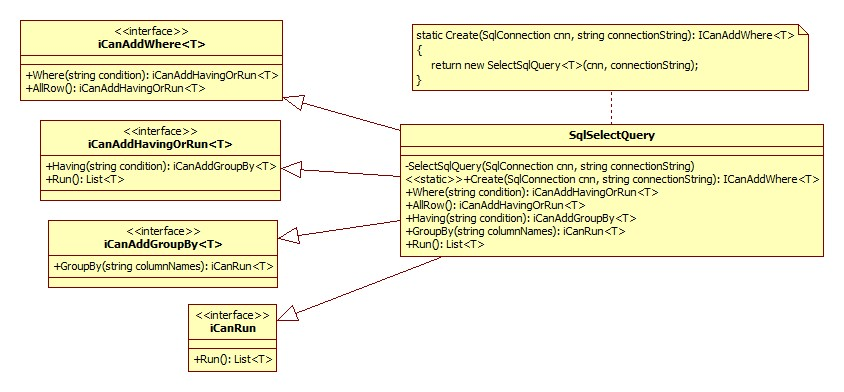 <<interface>>
iCanAddWhere<T>
+Where(string condition): iCanAddHavingOrRun<T>
+AllRow(): iCanAddHavingOrRun<T>
<<interface>>
iCanAddHavingOrRun<T>
+Having(string condition): iCanAddGroupBy<T>
+Run(): List<T>
<<interface>>
iCanAddGroupBy<T>
+GroupBy(string columnNames): iCanRun<T>
<<interface>>
iCanRun
+Run(): List<T>
static Create(SqlConnection cnn, string connectionString): ICanAddWhere<T>
{
return new SelectSqlQuery<T>(cnn, connectionString);
}
SqlSelectQuery
-SelectSqlQuery(SqlConnection cnn, string connectionString)
<<static>>+Create(SqlConnection cnn, string connectionString): ICanAddWhere<T>
+Where(string condition): iCanAddHavingOrRun<T>
+AllRow(): iCanAddHavingOrRun<T>
+Having(string condition): iCanAddGroupBy<T>
+GroupBy(string columnNames): iCanRun<T>
+Run(): List<T>